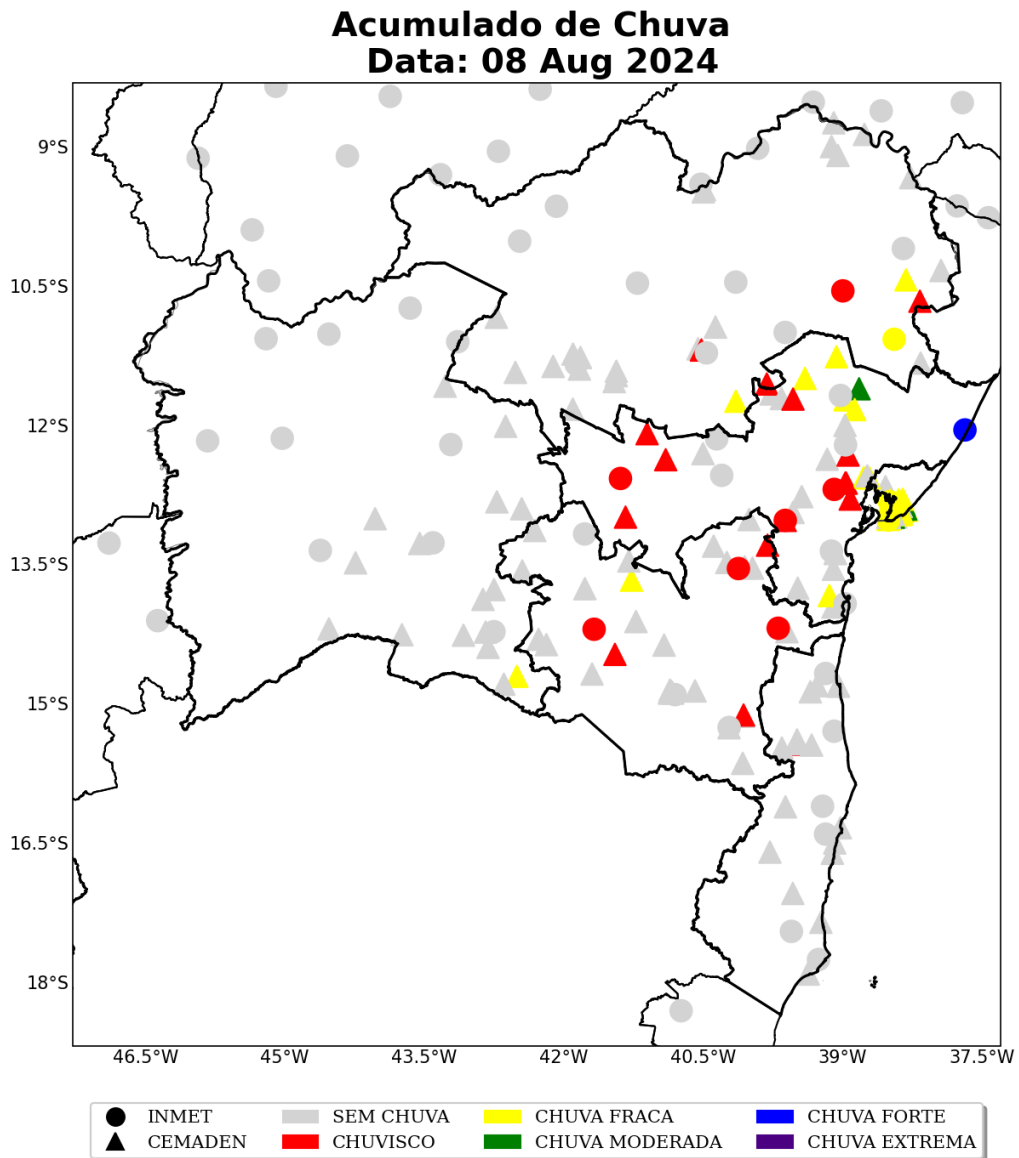 Acumulado de Chuva
Data: 08 Aug 2024
9°S
10.5°S
12°S
13.5°S
15°S
16.5°S
18°S
46.5°W 45°W 43.5°W 42°W 40.5°W 39°W 37.5°W
INMET SEM CHUVA CHUVA FRACA CHUVA FORTE
CEMADEN CHUVISCO CHUVA MODERADA CHUVA EXTREMA